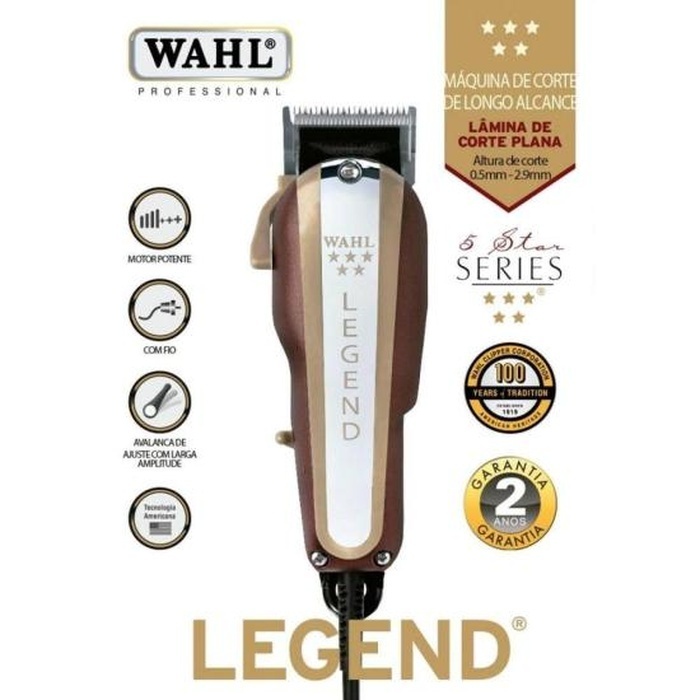 WAHL®
PROFESSIONAL
MÁQUINA DE CORTE
DE LONGO ALCANCE
LÂMINA DE
CORTE PLANA
Altura de corte
0.5mm - 2.9mm
5 Star
SERIES
®
MOTOR POTENTE
COM FIO
AVALANCA DE
AJUSTE COM LARGA
AMPLITUDE
Tecnologia
Americana
WAHL
LEGEND
WAHL CLIPPER CORPORATION
100
YEARS of TRADITION
1919
AMERICAN HERITAGE
GARANTIA
2
ANOS
GARANTIA
LEGEND®